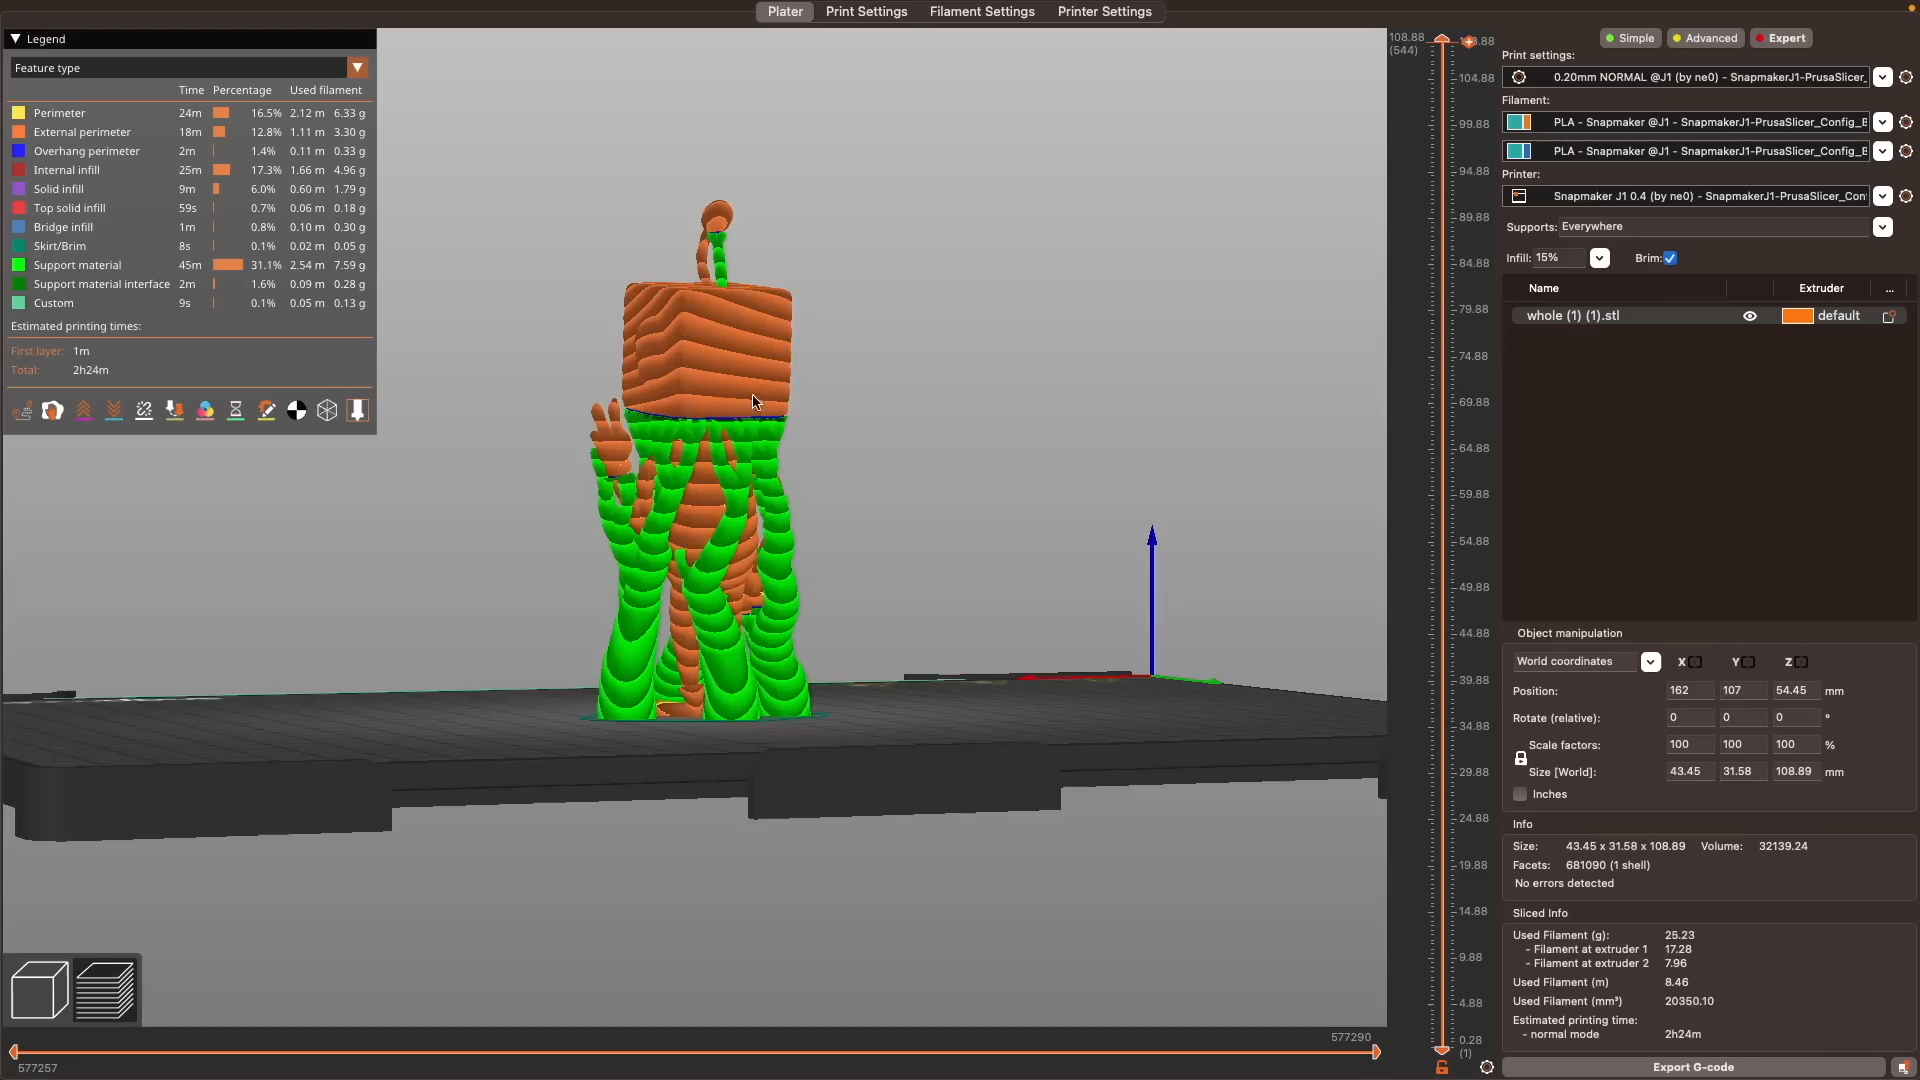 Plater Print Settings Filament Settings Printer Settings
Legend
Feature type
Time Percentage Used filament
Perimeter 24m 16.5% 2.12 m 6.33 g
External perimeter 18m 12.8% 1.11 m 3.30 g
Overhang perimeter 2m 1.4% 0.11 m 0.33 g
Internal infill 25m 17.3% 1.66 m 4.96 g
Solid infill 9m 6.0% 0.60 m 1.79 g
Top solid infill 59s 0.7% 0.06 m 0.18 g
Bridge infill 1m 0.8% 0.10 m 0.30 g
Skirt/Brim 8s 0.1% 0.02 m 0.05 g
Support material 45m 31.1% 2.54 m 7.59 g
Support material interface 2m 1.6% 0.09 m 0.28 g
Custom 9s 0.1% 0.05 m 0.13 g
Estimated printing times:
First layer: 1m
Total: 2h24m
577290
577257
108.88
(544)
104.88
99.88
94.88
89.88
84.88
79.88
74.88
69.88
64.88
59.88
54.88
49.88
44.88
39.88
34.88
29.88
24.88
19.88
14.88
9.88
4.88
0.28
(1)
Simple Advanced Expert
Print settings:
0.20mm NORMAL @J1 (by ne0) - SnapmakerJ1-PrusaSlicer_
Filament:
PLA - Snapmaker @J1 - SnapmakerJ1-PrusaSlicer_Config_B
PLA - Snapmaker @J1 - SnapmakerJ1-PrusaSlicer_Config_B
Printer:
Snapmaker J1 0.4 (by ne0) - SnapmakerJ1-PrusaSlicer_Con
Supports: Everywhere
Infill: 15% Brim:
Name Extruder ...
whole (1) (1).stl default
Object manipulation
World coordinates X Y Z
Position: 162 107 54.45 mm
Rotate (relative): 0 0 0 °
Scale factors: 100 100 100 %
Size [World]: 43.45 31.58 108.89 mm
Inches
Info
Size: 43.45 x 31.58 x 108.89 Volume: 32139.24
Facets: 681090 (1 shell)
No errors detected
Sliced Info
Used Filament (g): 25.23
- Filament at extruder 1 17.28
- Filament at extruder 2 7.96
Used Filament (m) 8.46
Used Filament (mm³) 20350.10
Estimated printing time:
- normal mode 2h24m
Export G-code